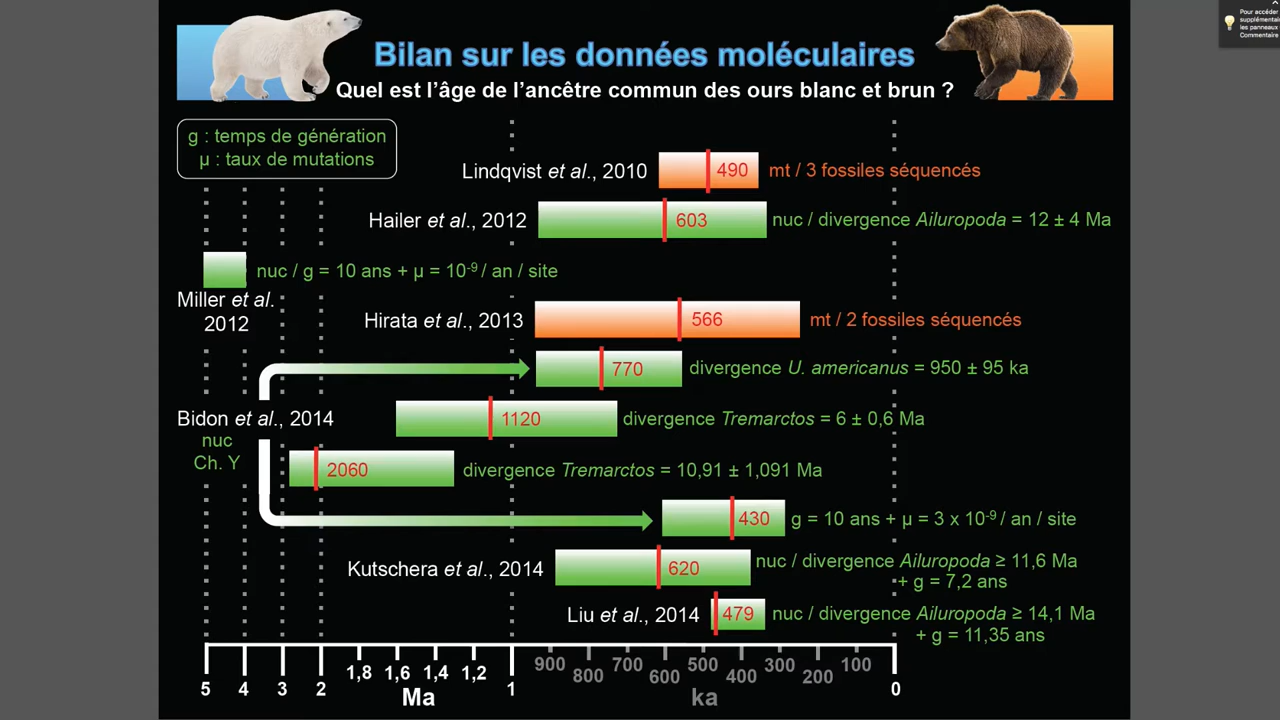 Pour accéder
supplémentai
les panneaux
Commentaire
Bilan sur les données moléculaires
Quel est l'âge de l'ancêtre commun des ours blanc et brun ?
g : temps de génération
µ : taux de mutations
Lindqvist et al., 2010 490 mt / 3 fossiles séquencés
Hailer et al., 2012 603 nuc / divergence Ailuropoda = 12 ± 4 Ma
nuc / g = 10 ans + µ = 10⁻⁹ / an / site
Miller et al.
2012
Hirata et al., 2013 566 mt / 2 fossiles séquencés
770 divergence U. americanus = 950 ± 95 ka
Bidon et al., 2014 1120 divergence Tremarctos = 6 ± 0,6 Ma
nuc
Ch. Y
2060 divergence Tremarctos = 10,91 ± 1,091 Ma
430 g = 10 ans + µ = 3 x 10⁻⁹ / an / site
Kutschera et al., 2014 620 nuc / divergence Ailuropoda ≥ 11,6 Ma
+ g = 7,2 ans
Liu et al., 2014 479 nuc / divergence Ailuropoda ≥ 14,1 Ma
+ g = 11,35 ans
5 4 3 2 1,8 1,6 1,4 1,2 1 900 800 700 600 500 400 300 200 100 0
Ma ka